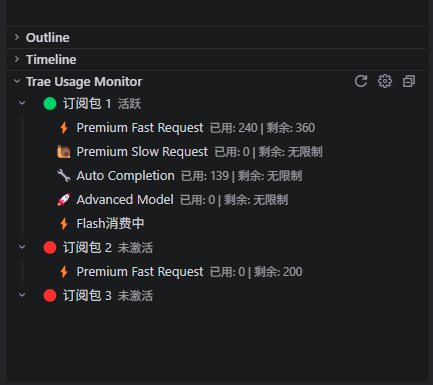 Outline
Timeline
Trae Usage Monitor
订阅包 1 活跃
Premium Fast Request 已用: 240 | 剩余: 360
Premium Slow Request 已用: 0 | 剩余: 无限制
Auto Completion 已用: 139 | 剩余: 无限制
Advanced Model 已用: 0 | 剩余: 无限制
Flash消费中
订阅包 2 未激活
Premium Fast Request 已用: 0 | 剩余: 200
订阅包 3 未激活